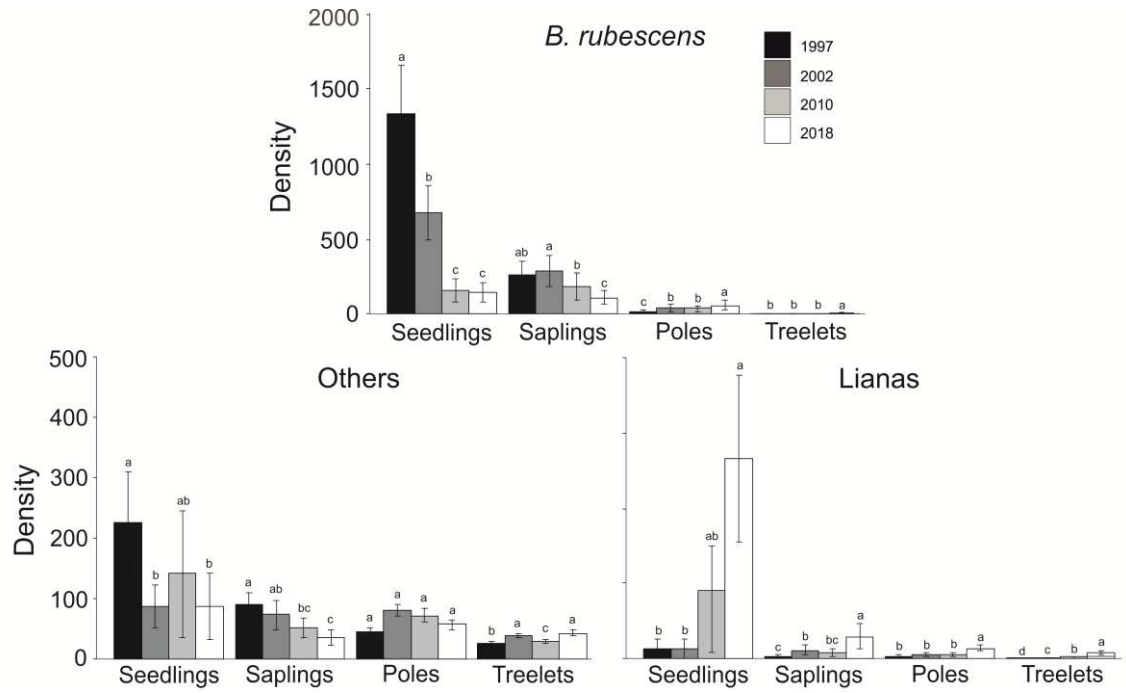 B. rubescens
1997
2002
2010
2018
Density
2000
1500
1000
500
0
a
b
c
c
ab
a
b
c
c
b
b
a
b
b
b
a
Seedlings
Saplings
Poles
Treelets
Others
Density
500
400
300
200
100
0
a
b
ab
b
a
ab
bc
c
a
a
a
a
b
a
c
a
Seedlings
Saplings
Poles
Treelets
Lianas
b
b
ab
a
c
b
bc
a
b
b
b
a
d
c
b
a
Seedlings
Saplings
Poles
Treelets